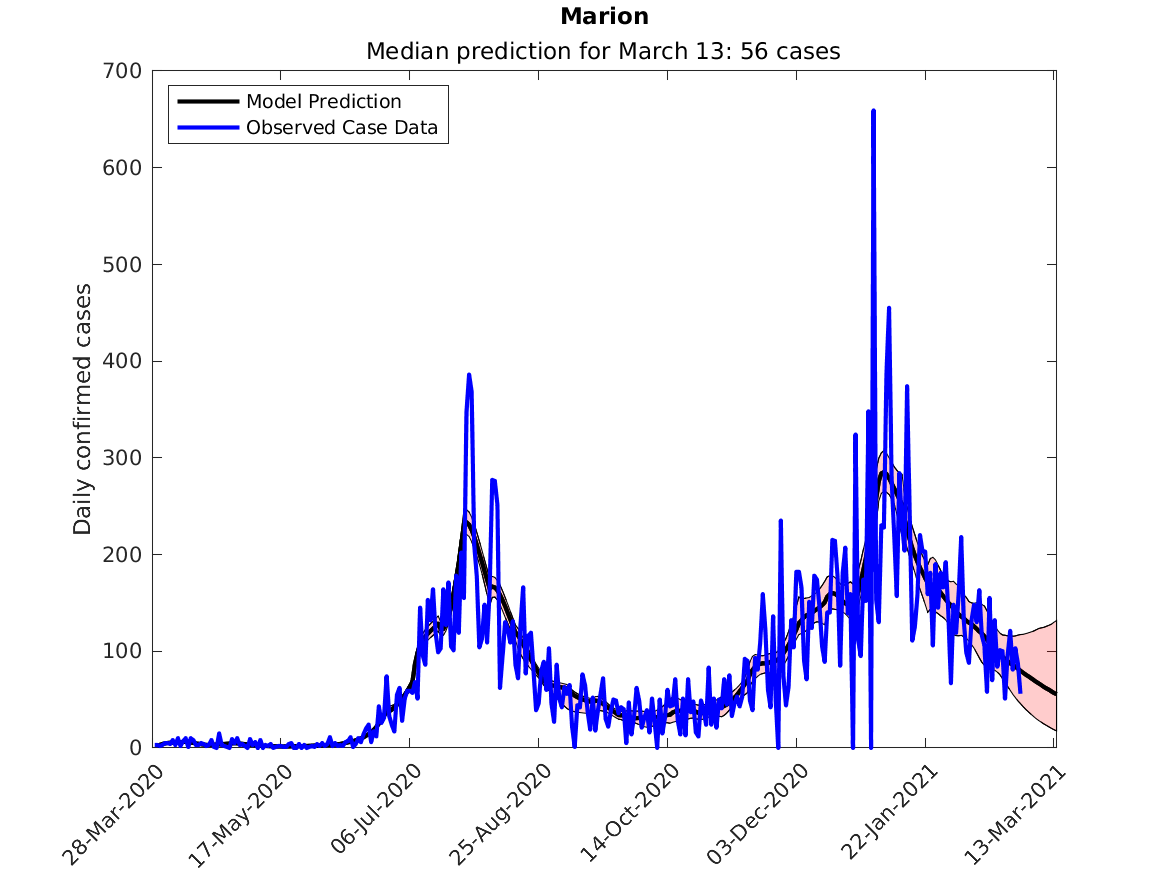 Marion
Median prediction for March 13: 56 cases
Model Prediction
Observed Case Data
Daily confirmed cases
700
600
500
400
300
200
100
0
28-Mar-2020
17-May-2020
06-Jul-2020
25-Aug-2020
14-Oct-2020
03-Dec-2020
22-Jan-2021
13-Mar-2021